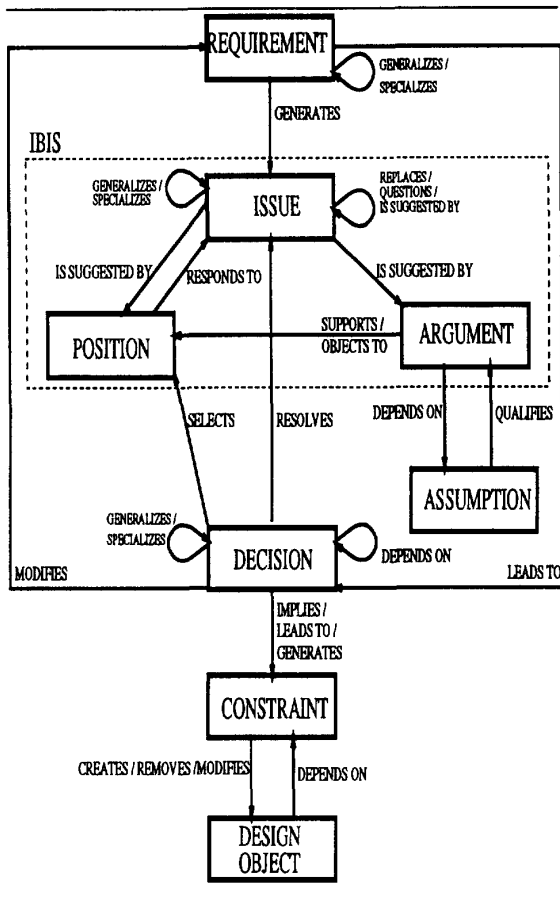 REQUIREMENT
GENERALIZES /
SPECIALIZES
GENERATES
IBIS
GENERALIZES /
SPECIALIZES
ISSUE
REPLACES /
QUESTIONS /
IS SUGGESTED BY
IS SUGGESTED BY
RESPONDS TO
IS SUGGESTED BY
POSITION
SUPPORTS /
OBJECTS TO
ARGUMENT
SELECTS
RESOLVES
DEPENDS ON
QUALIFIES
ASSUMPTION
GENERALIZES /
SPECIALIZES
DECISION
DEPENDS ON
MODIFIES
LEADS TO
IMPLIES /
LEADS TO /
GENERATES
CONSTRAINT
CREATES / REMOVES /MODIFIES
DEPENDS ON
DESIGN
OBJECT